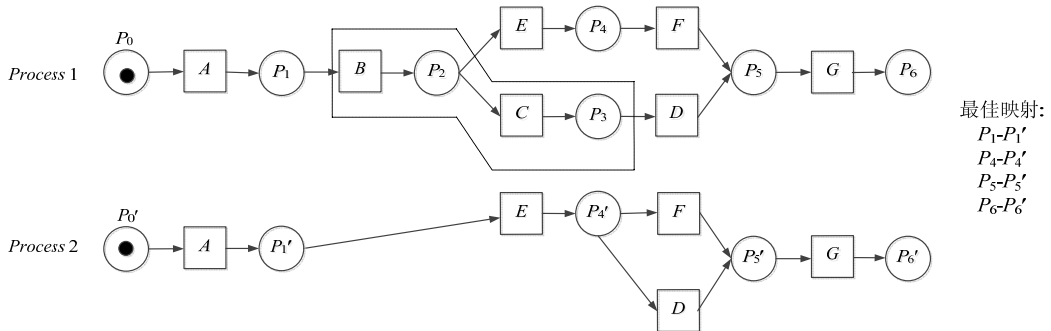 E P4 F
P0
Process 1 A P1 B P2 P5 G P6
C P3 D
最佳映射:
P1-P1'
P4-P4'
P5-P5'
P6-P6'
P0' E P4' F
Process 2 A P1' P5' G P6'
D